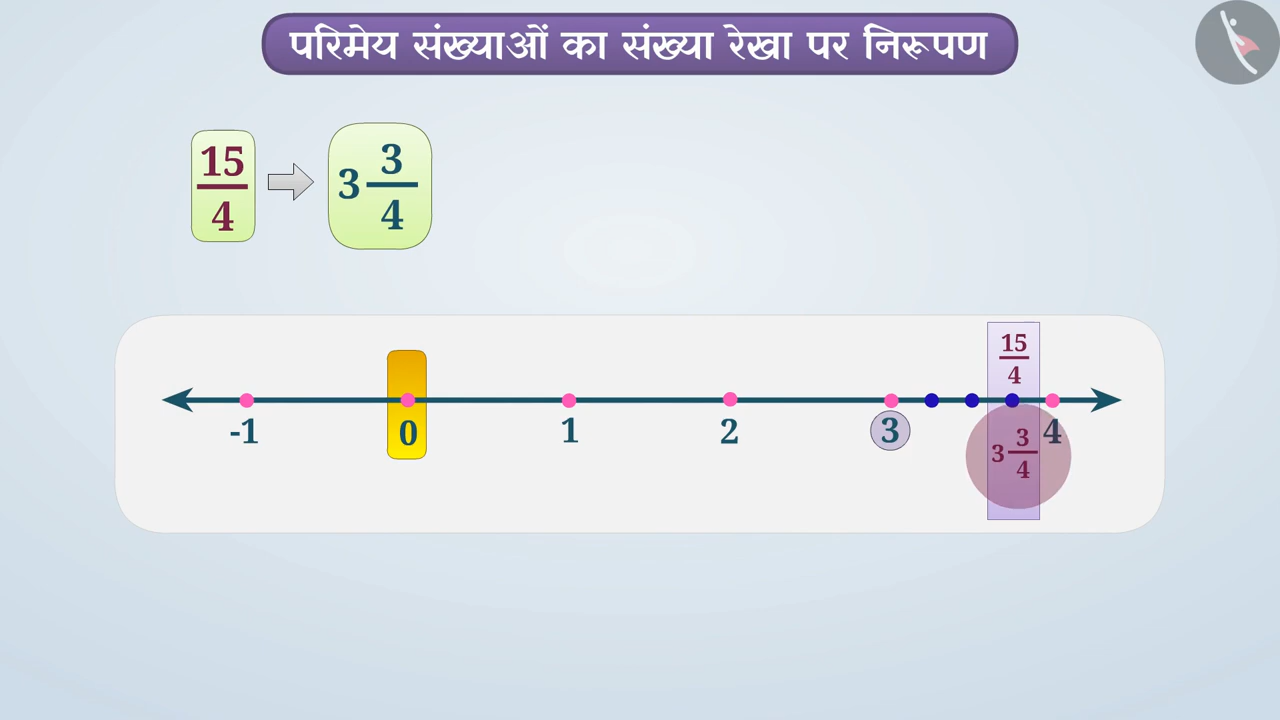 परिमेय संख्याओं का संख्या रेखा पर निरूपण
15/4 3 3/4
15/4
-1 0 1 2 3 4
3 3/4